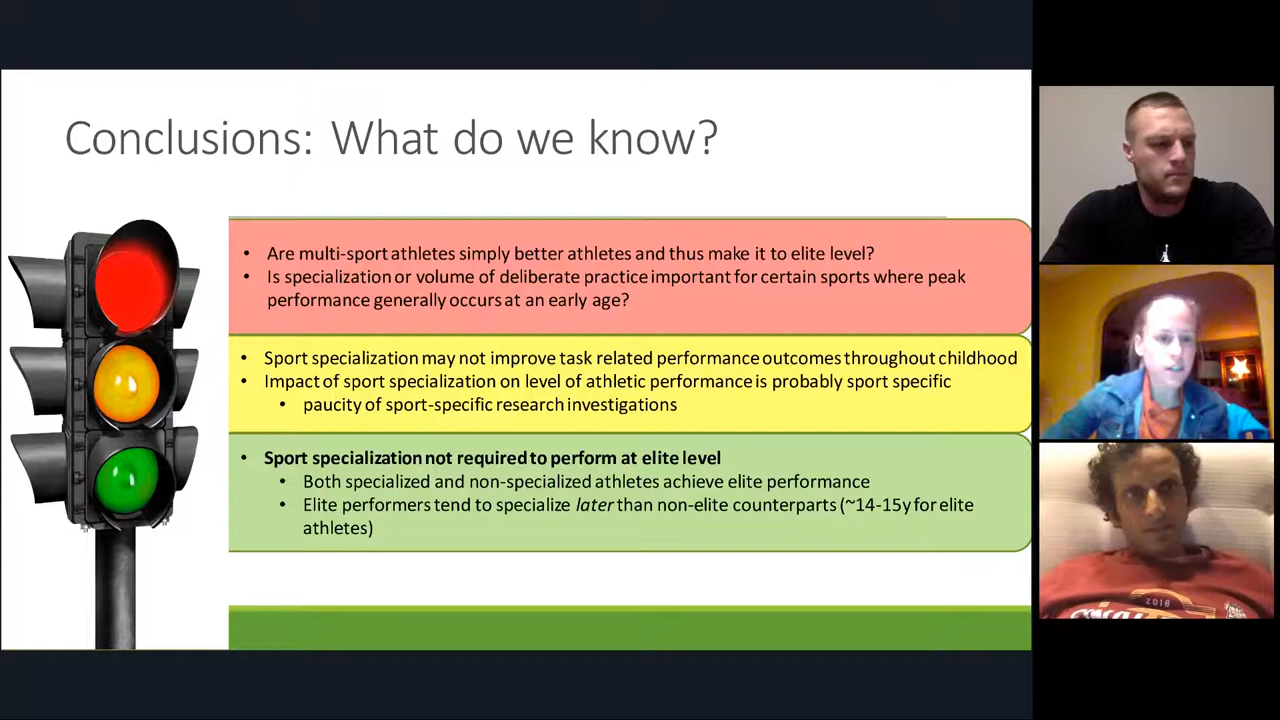 Conclusions: What do we know?
• Are multi-sport athletes simply better athletes and thus make it to elite level?
• Is specialization or volume of deliberate practice important for certain sports where peak
performance generally occurs at an early age?
• Sport specialization may not improve task related performance outcomes throughout childhood
• Impact of sport specialization on level of athletic performance is probably sport specific
• paucity of sport-specific research investigations
• Sport specialization not required to perform at elite level
• Both specialized and non-specialized athletes achieve elite performance
• Elite performers tend to specialize later than non-elite counterparts (~14-15y for elite
athletes)
2018